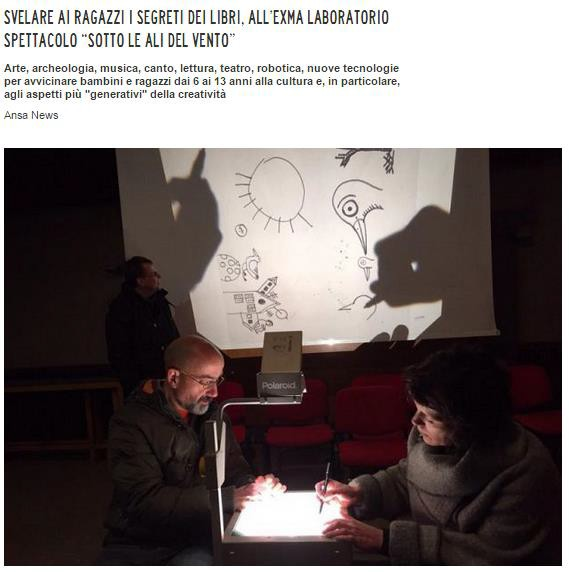 SVELARE AI RAGAZZI I SEGRETI DEI LIBRI, ALL'EXMA LABORATORIO
SPETTACOLO “SOTTO LE ALI DEL VENTO”
Arte, archeologia, musica, canto, lettura, teatro, robotica, nuove tecnologie
per avvicinare bambini e ragazzi dai 6 ai 13 anni alla cultura e, in particolare,
agli aspetti più "generativi" della creatività
Ansa News
Polaroid